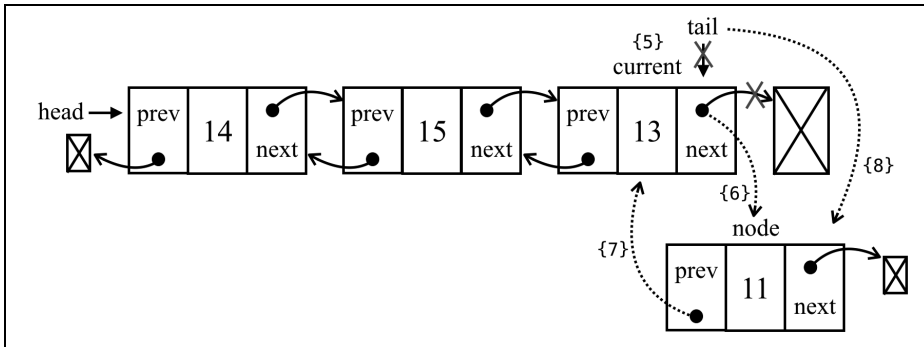 tail
{5}
current
head
prev 14 next
prev 15 next
prev 13 next
{6}
{8}
{7}
node
prev 11 next